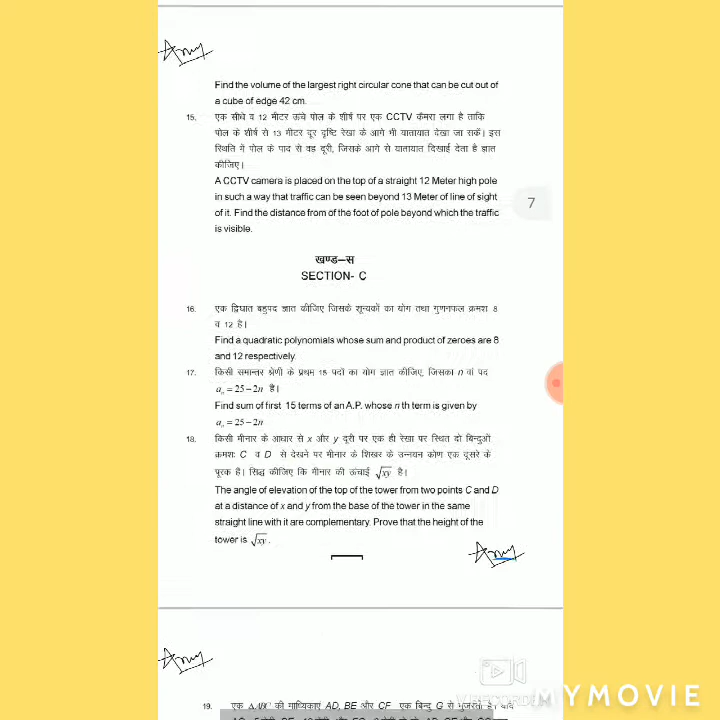 Find the volume of the largest right circular cone that can be cut out of
a cube of edge 42 cm.
15. एक सीधे व 12 मीटर ऊंचे पोल के शीर्ष पर एक CCTV कैमरा लगा है ताकि
पोल के शीर्ष से 13 मीटर दूर दृष्टि रेखा के आगे भी यातायात देखा जा सकें। इस
स्थिति में पोल के पाद से वह दूरी, जिसके आगे से यातायात दिखाई देता है ज्ञात
कीजिए।
A CCTV camera is placed on the top of a straight 12 Meter high pole
in such a way that traffic can be seen beyond 13 Meter of line of sight
of it. Find the distance from of the foot of pole beyond which the traffic
is visible.
7
खण्ड–स
SECTION- C
16. एक द्विघात बहुपद ज्ञात कीजिए जिसके शून्यकों का योग तथा गुणनफल क्रमश 8
व 12 है।
Find a quadratic polynomials whose sum and product of zeroes are 8
and 12 respectively.
17. किसी समान्तर श्रेणी के प्रथम 15 पदों का योग ज्ञात कीजिए, जिसका n वां पद
aₙ = 25 – 2n है।
Find sum of first 15 terms of an A.P. whose n th term is given by
aₙ = 25 – 2n
18. किसी मीनार के आधार से x और y दूरी पर एक ही रेखा पर स्थित दो बिन्दुओं
क्रमशः C व D से देखने पर मीनार के शिखर के उन्नयन कोण एक दूसरे के
पूरक है। सिद्ध कीजिए कि मीनार की ऊंचाई √xy है।
The angle of elevation of the top of the tower from two points C and D
at a distance of x and y from the base of the tower in the same
straight line with it are complementary. Prove that the height of the
tower is √xy.
19. एक ΔABC की माध्यिकाएं AD, BE और CF एक बिन्दु G से गुजरती है। यदि
MYMOVIE